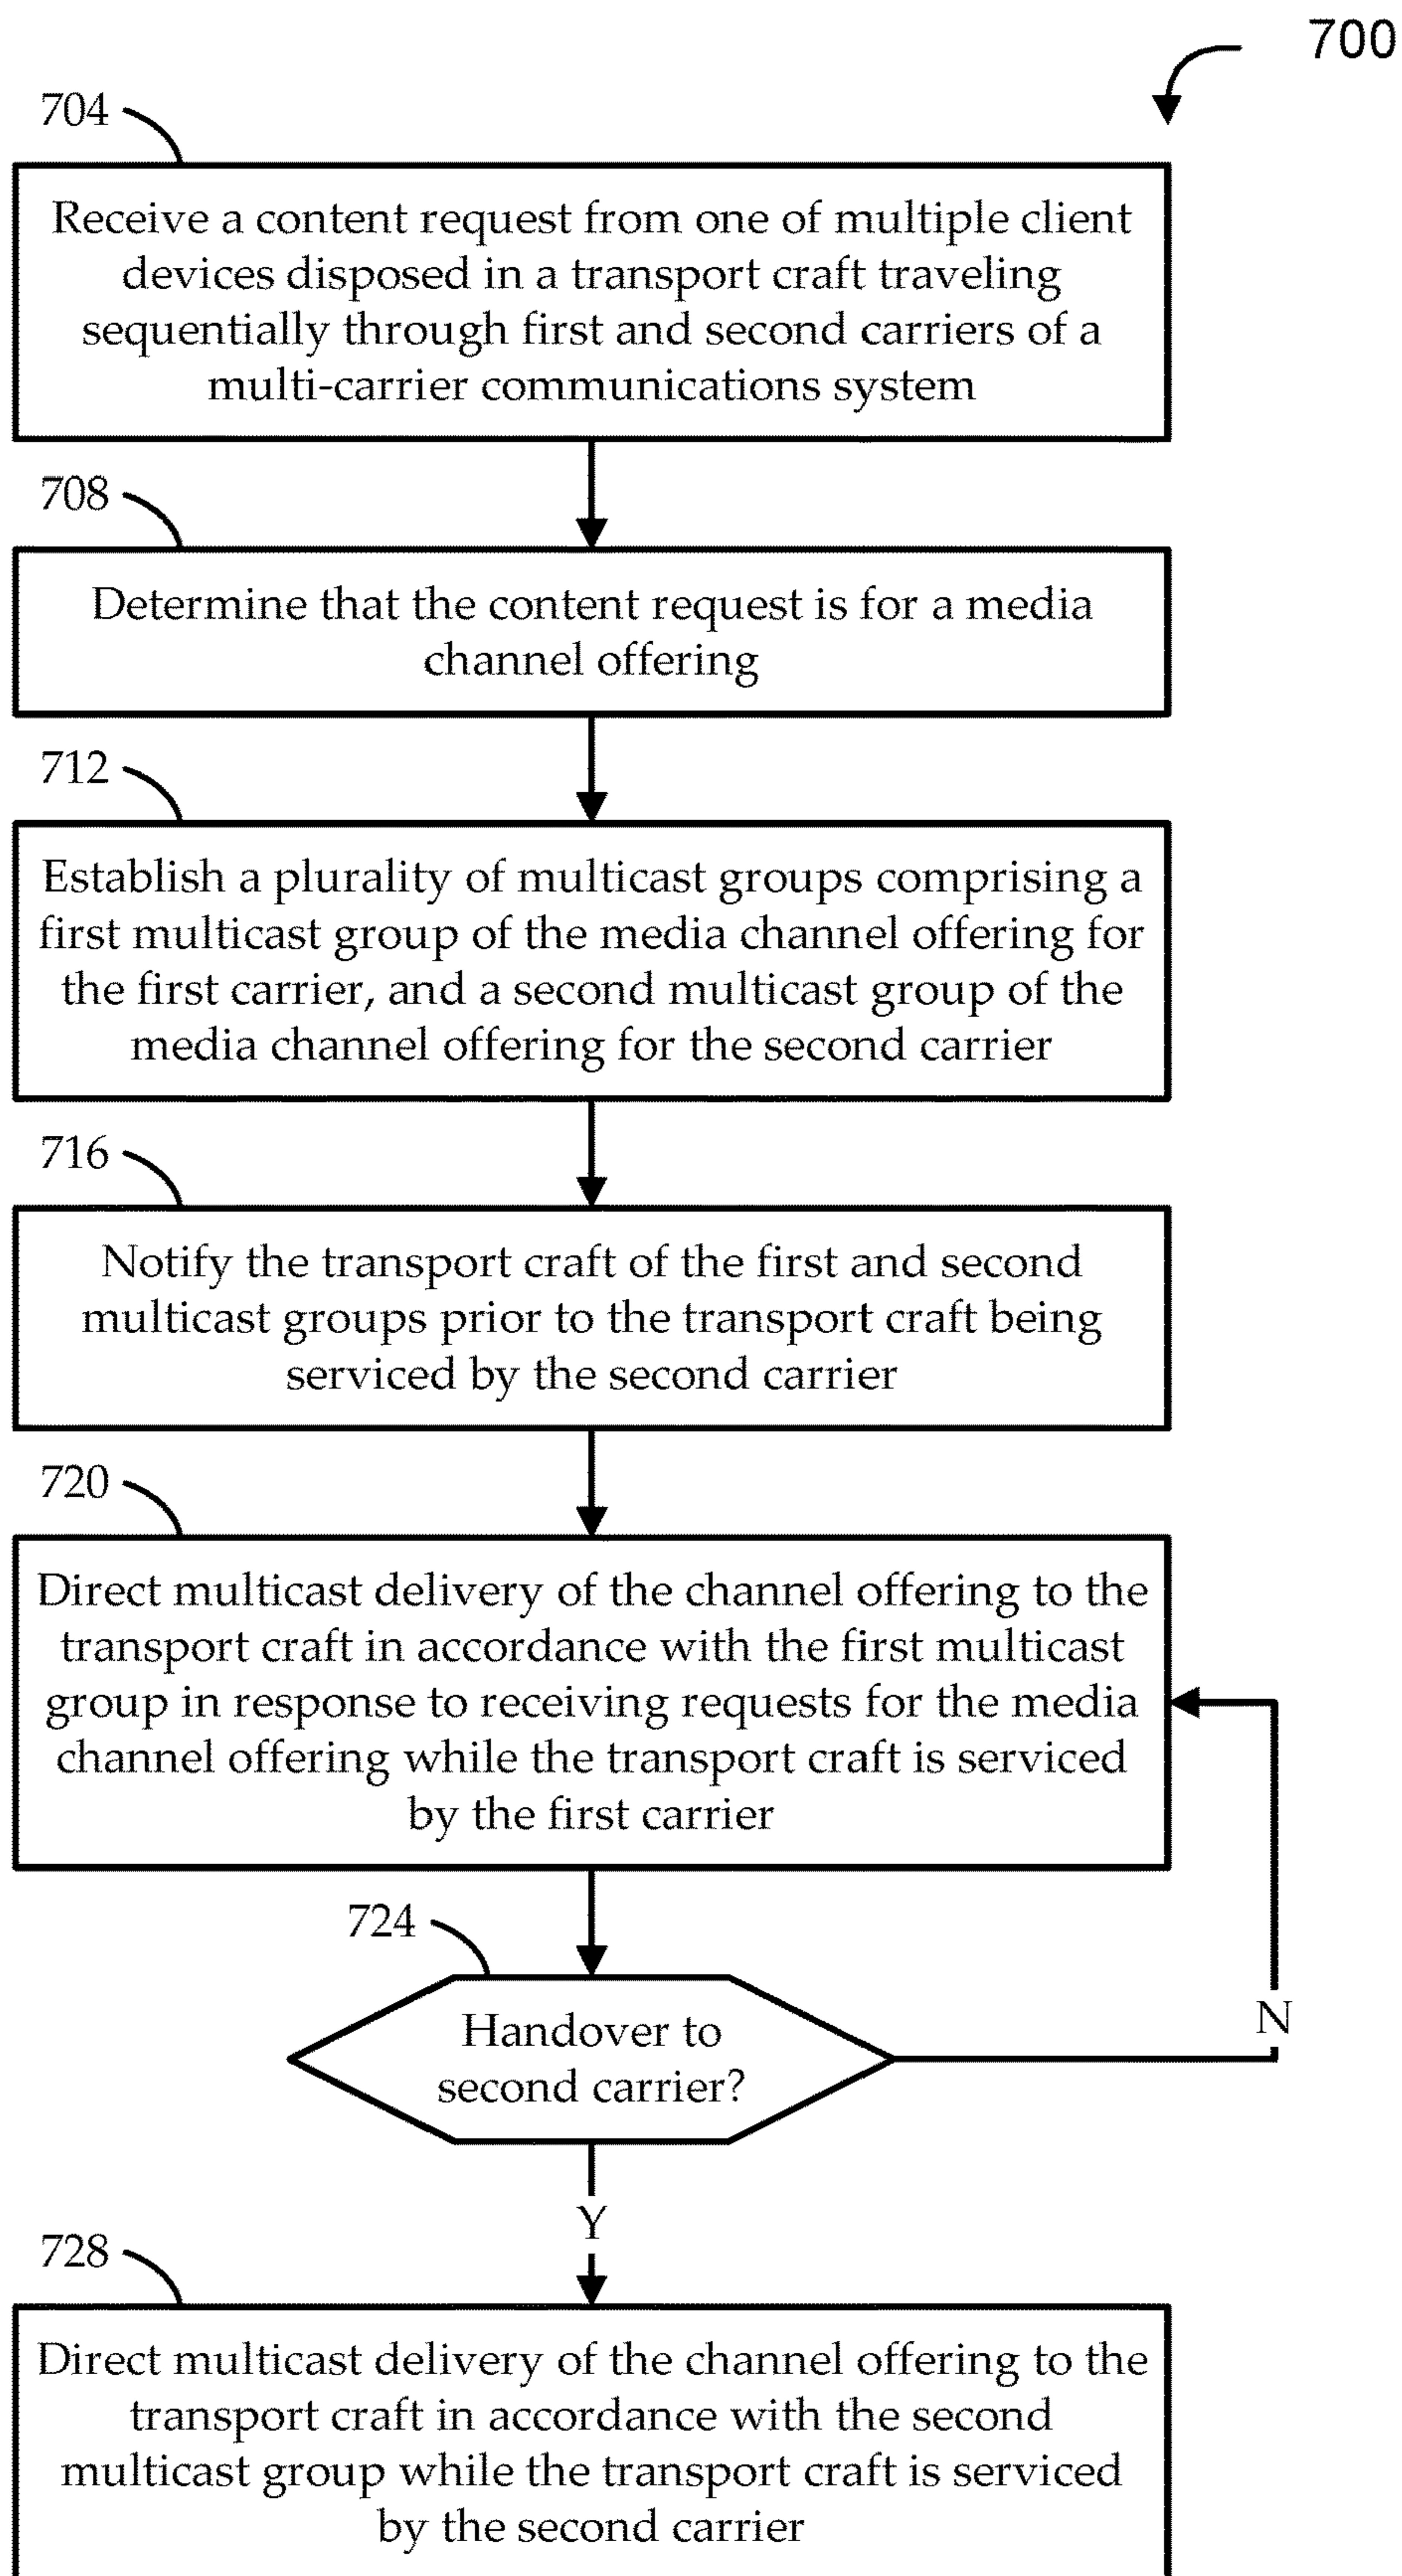 700
704
Receive a content request from one of multiple client
devices disposed in a transport craft traveling
sequentially through first and second carriers of a
multi-carrier communications system
708
Determine that the content request is for a media
channel offering
712
Establish a plurality of multicast groups comprising a
first multicast group of the media channel offering for
the first carrier, and a second multicast group of the
media channel offering for the second carrier
716
Notify the transport craft of the first and second
multicast groups prior to the transport craft being
serviced by the second carrier
720
Direct multicast delivery of the channel offering to the
transport craft in accordance with the first multicast
group in response to receiving requests for the media
channel offering while the transport craft is serviced
by the first carrier
724
Handover to
second carrier?
N
Y
728
Direct multicast delivery of the channel offering to the
transport craft in accordance with the second
multicast group while the transport craft is serviced
by the second carrier